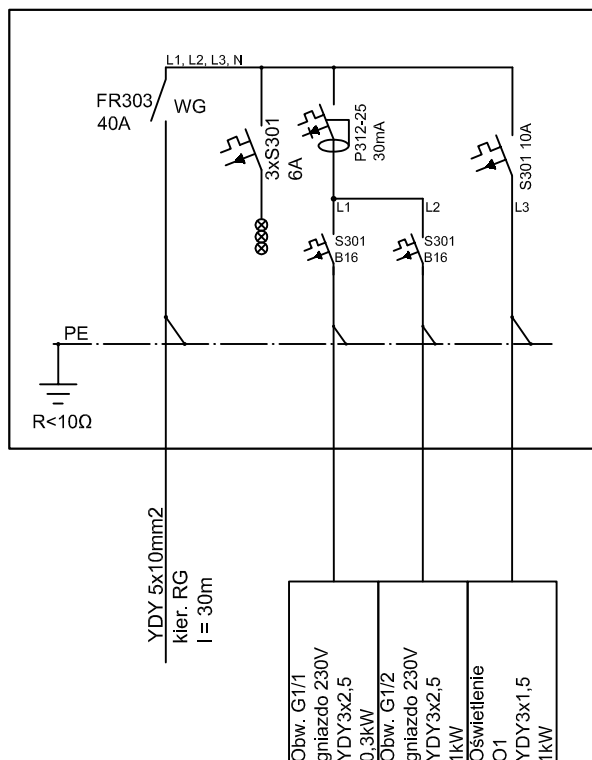 L1, L2, L3, N
FR303
40A
WG
3xS301
6A
P312-25
30mA
S301 10A
L1
L2
L3
S301
B16
S301
B16
PE
R<10Ω
YDY 5x10mm2
kier. RG
l = 30m
Obw. G1/1
gniazdo 230V
YDY3x2,5
0,3kW
Obw. G1/2
gniazdo 230V
YDY3x2,5
1kW
Oświetlenie
O1
YDY3x1,5
1kW